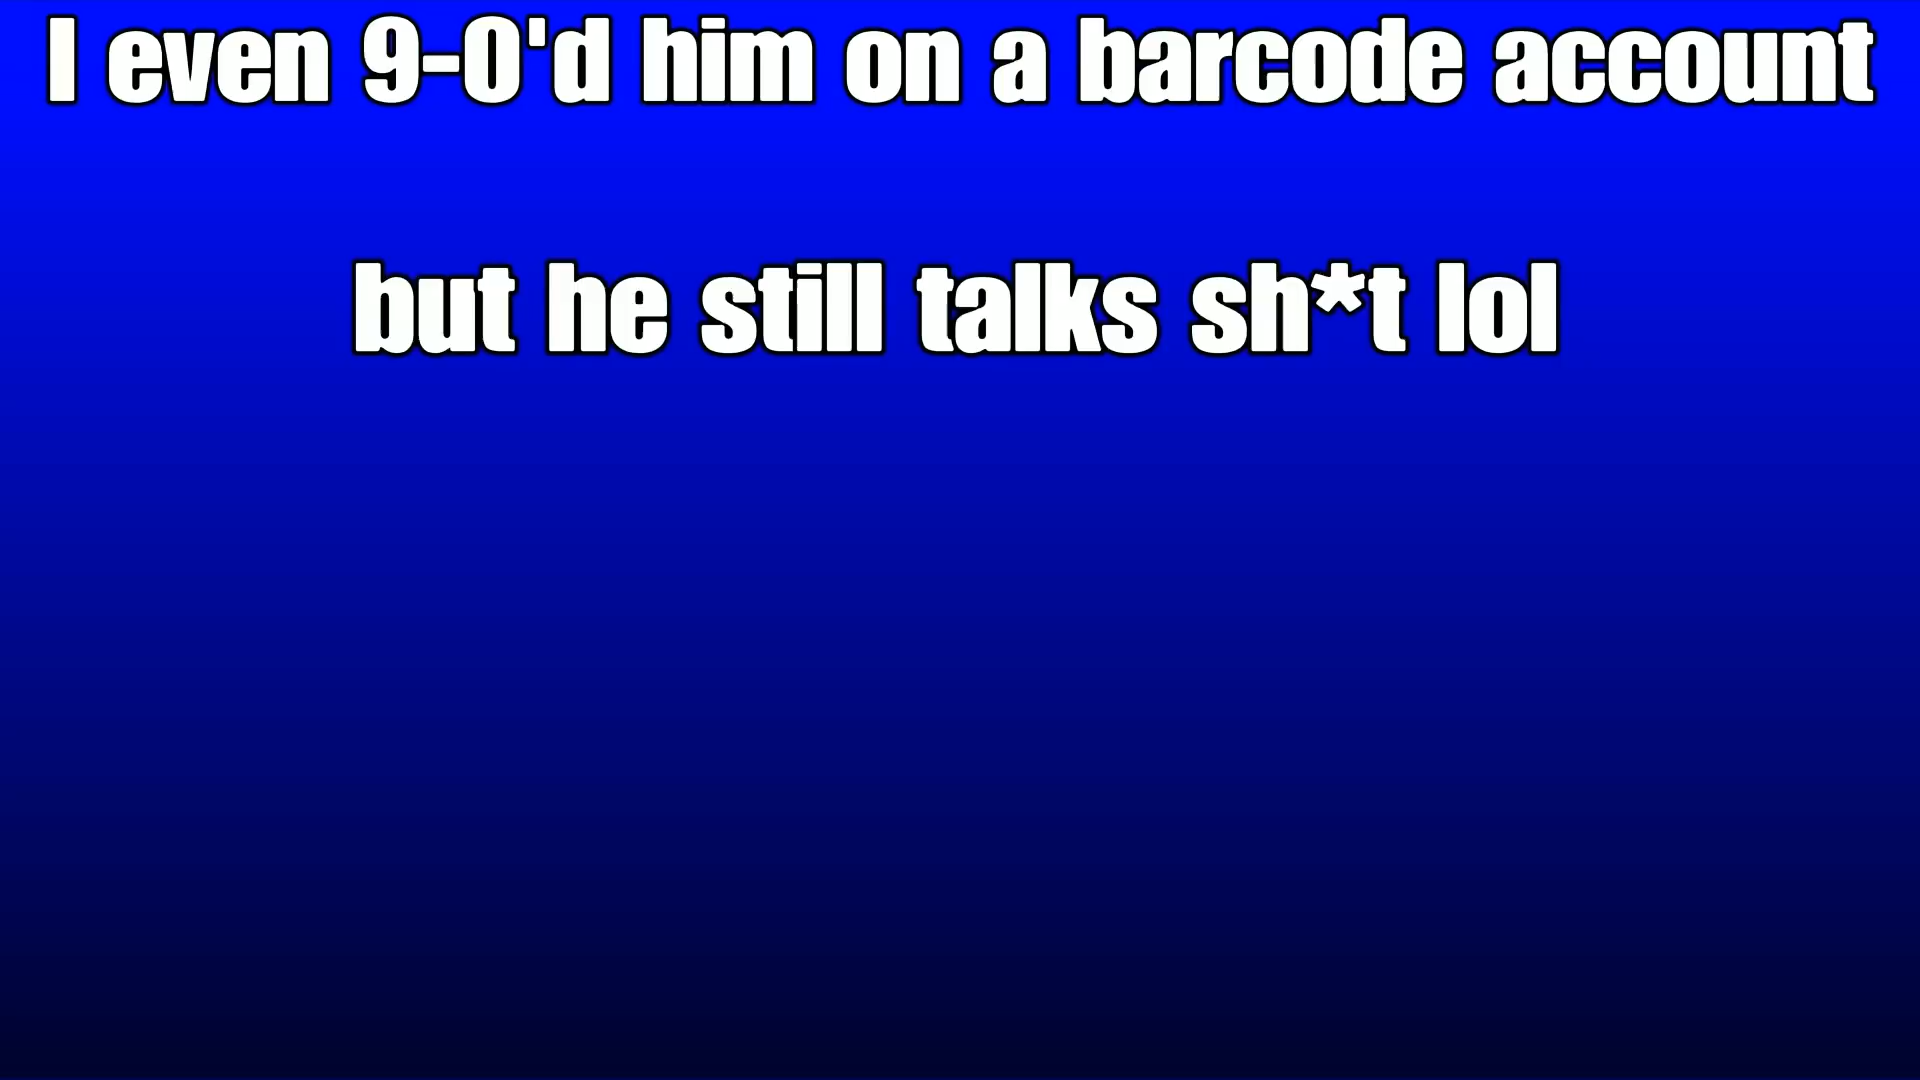 I even 9-0'd him on a barcode account
but he still talks sh*t lol